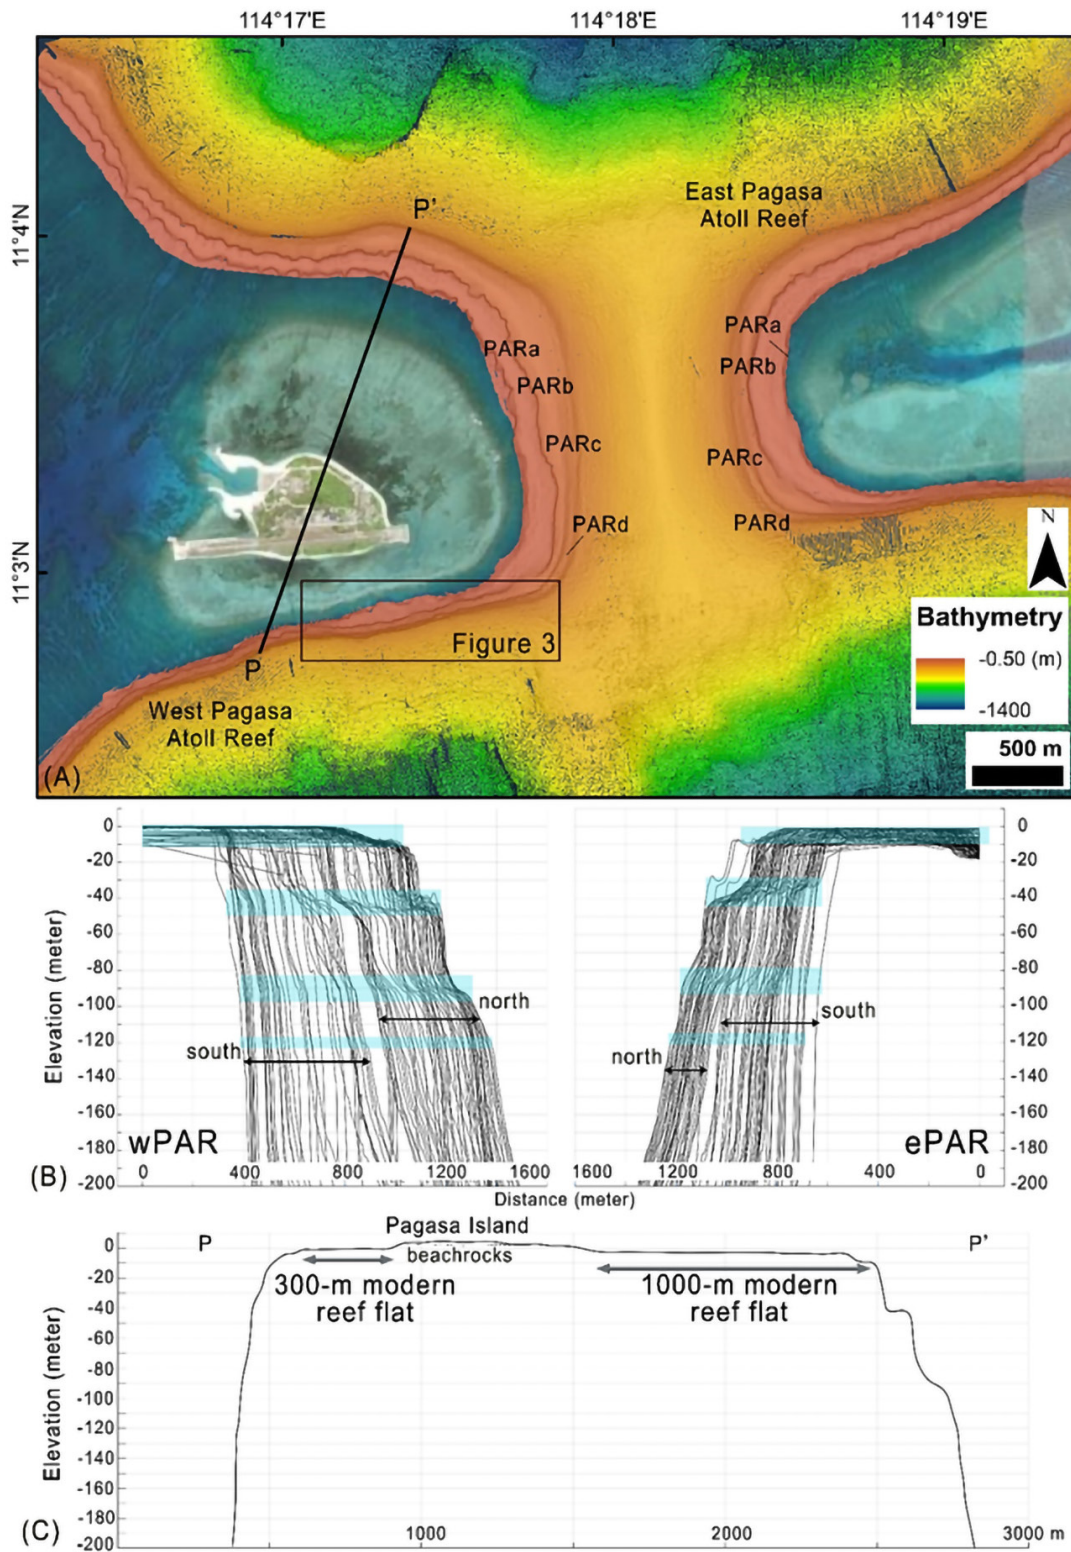 114°17'E 114°18'E 114°19'E
11°4'N
11°3'N
P'
East Pagasa
Atoll Reef
PARa
PARb
PARc
PARd
PARa
PARb
PARc
PARd
N
Bathymetry
-0.50 (m)
-1400
500 m
Figure 3
P
West Pagasa
Atoll Reef
(A)
Elevation (meter)
0
-20
-40
-60
-80
-100
-120
-140
-160
-180
-200
north
south
wPAR
0 400 800 1200 1600
(B)
Distance (meter)
south
north
ePAR
1600 1200 800 400 0
0
-20
-40
-60
-80
-100
-120
-140
-160
-180
-200
Elevation (meter)
P
Pagasa Island
P'
beachrocks
300-m modern
reef flat
1000-m modern
reef flat
Elevation (meter)
0
-20
-40
-60
-80
-100
-120
-140
-160
-180
-200
1000 2000 3000 m
(C)